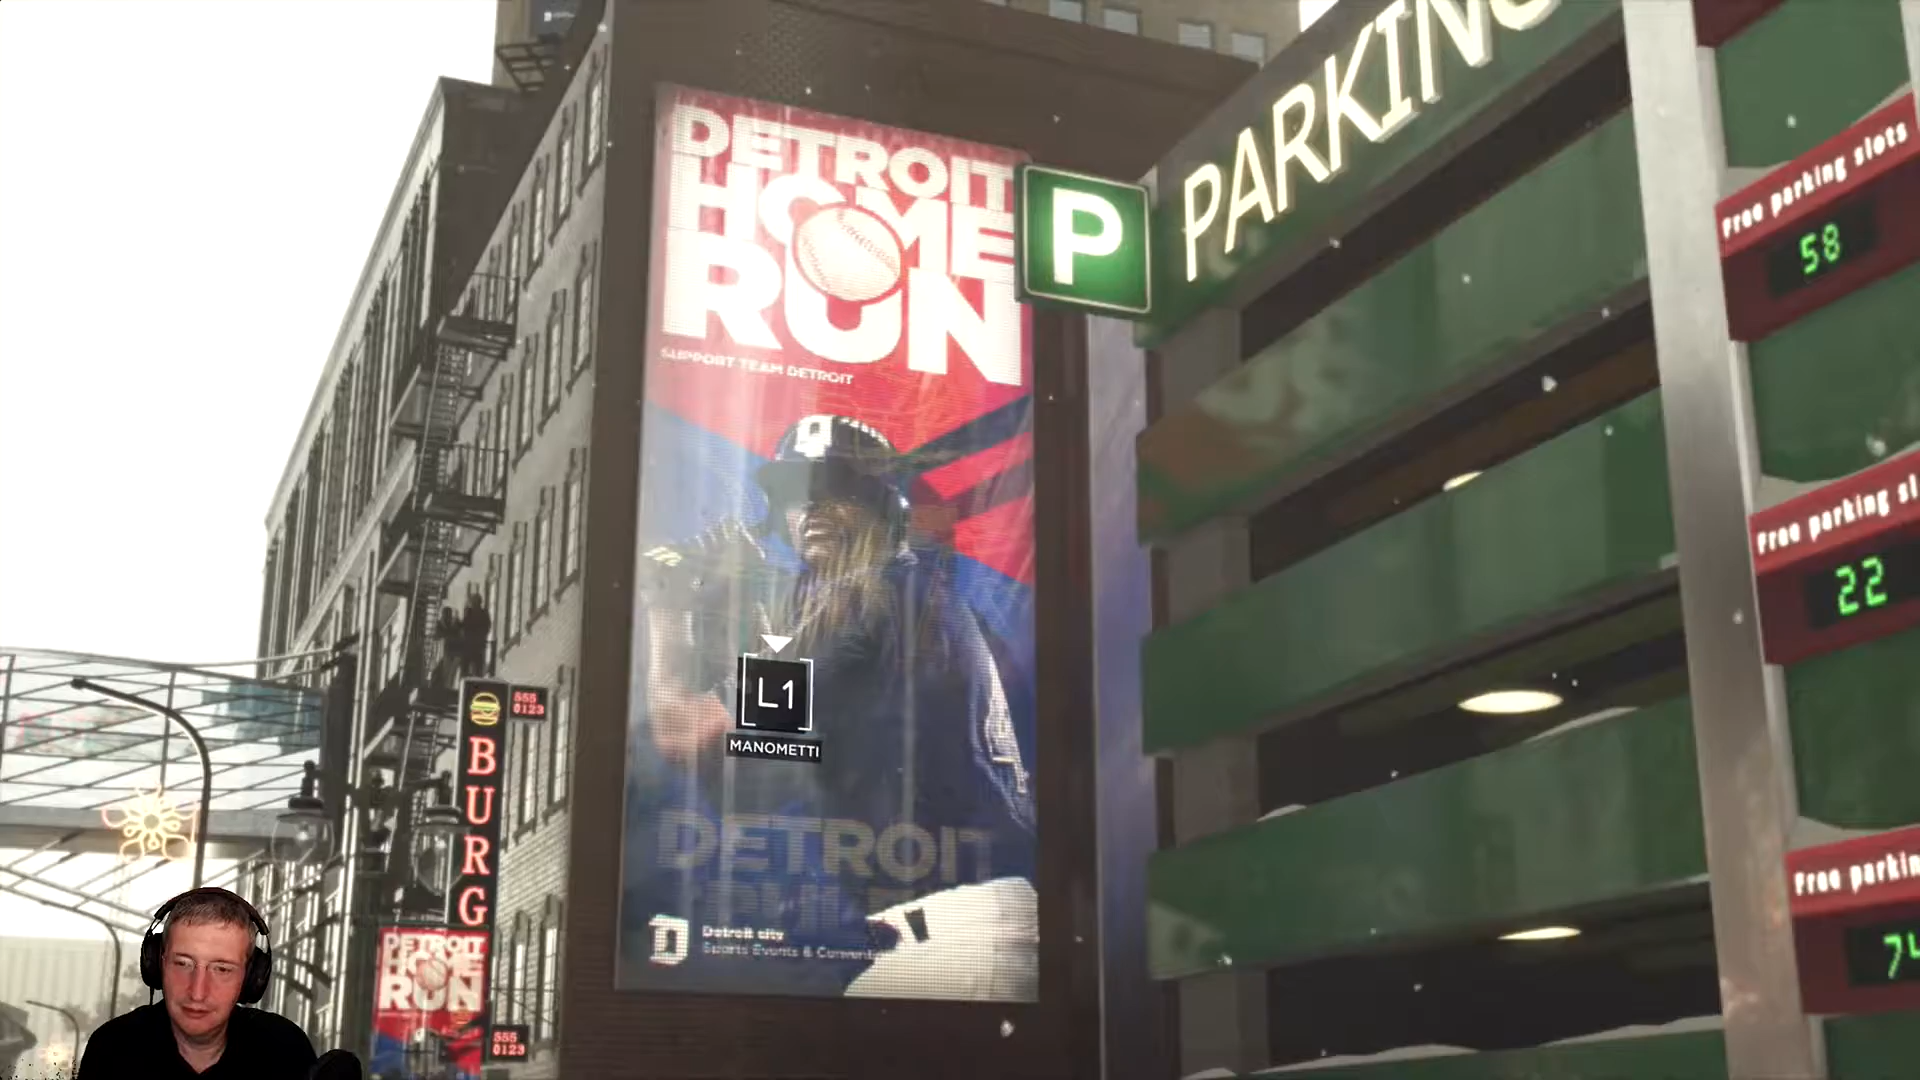 DETROIT
HOME
RUN
SUPPORT TEAM DETROIT
P
PARKING
Free parking slots
58
Free parking sl
22
Free parkin
74
L1
MANOMETTI
555
0123
BURG
DETROIT
Detroit city
Sports Events &
DETROIT
HOME
RUN
555
0123